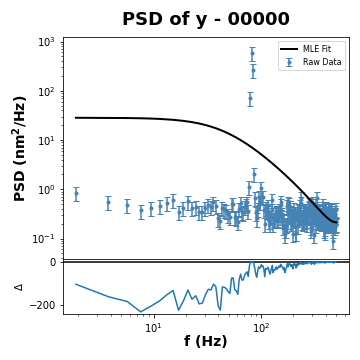 PSD of y - 00000
PSD (nm²/Hz)
10³
10²
10¹
10⁰
10⁻¹
MLE Fit
Raw Data
Δ
0
−200
10¹
10²
f (Hz)